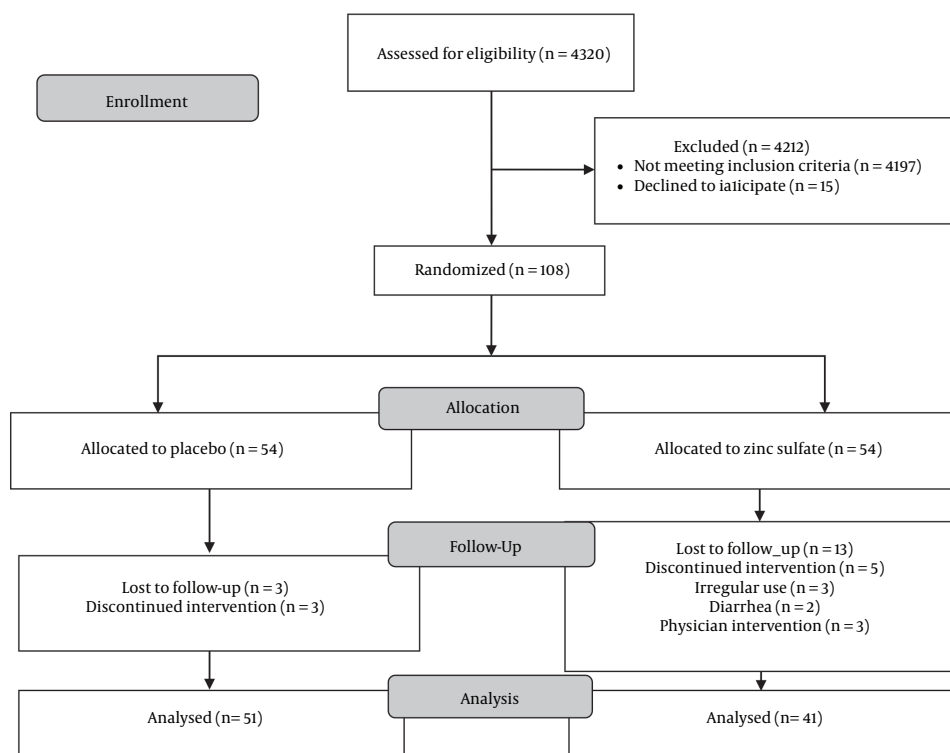 Assessed for eligibility (n = 4320)
Enrollment
Excluded (n = 4212)
• Not meeting inclusion criteria (n = 4197)
• Declined to ia1icipate (n = 15)
Randomized (n = 108)
Allocation
Allocated to placebo (n = 54)
Allocated to zinc sulfate (n = 54)
Follow-Up
Lost to follow-up (n = 3)
Discontinued intervention (n = 3)
Lost to follow_up (n = 13)
Discontinued intervention (n = 5)
Irregular use (n = 3)
Diarrhea (n = 2)
Physician intervention (n = 3)
Analysis
Analysed (n= 51)
Analysed (n= 41)